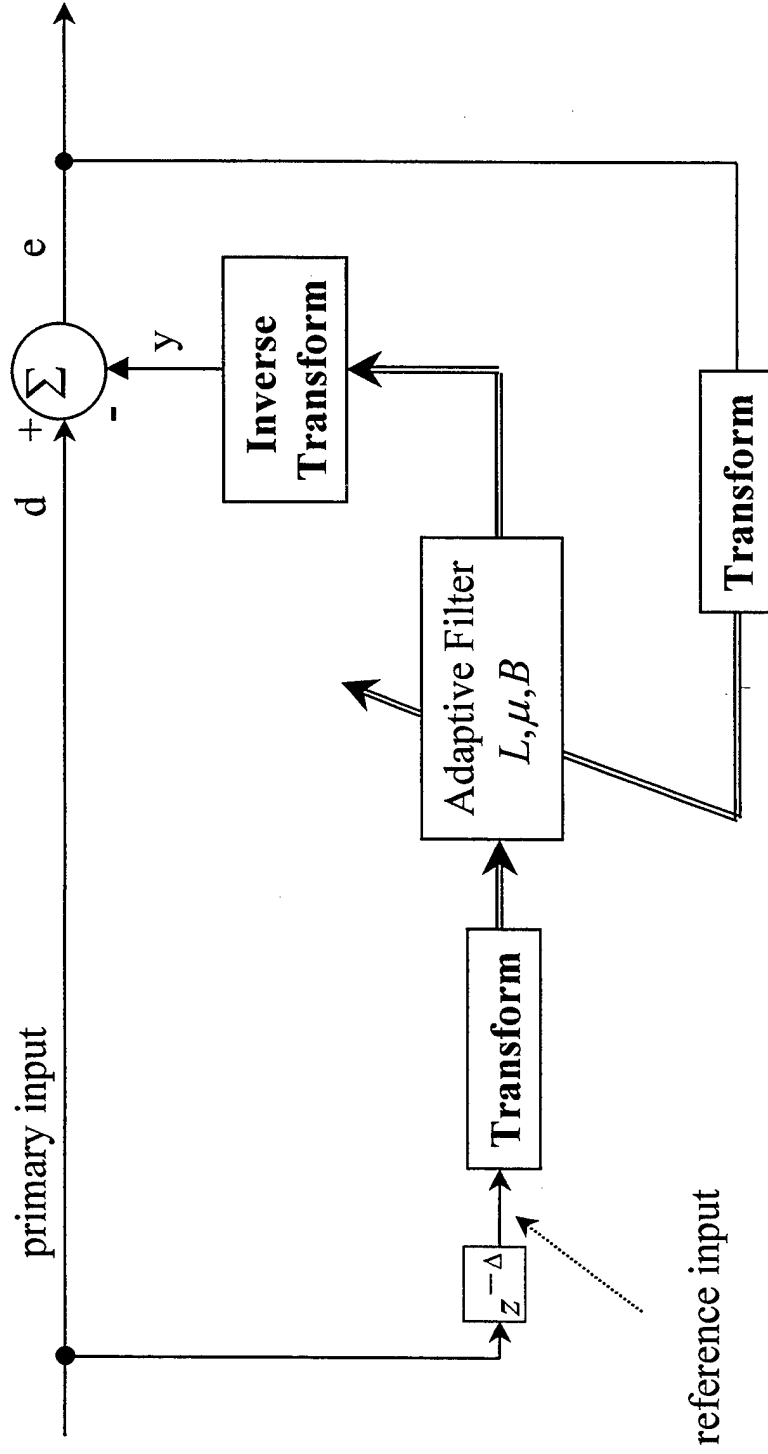 primary input
d
+
Σ
e
-
y
Inverse
Transform
Adaptive Filter
L,μ,B
Transform
z^{-Δ}
reference input
Transform